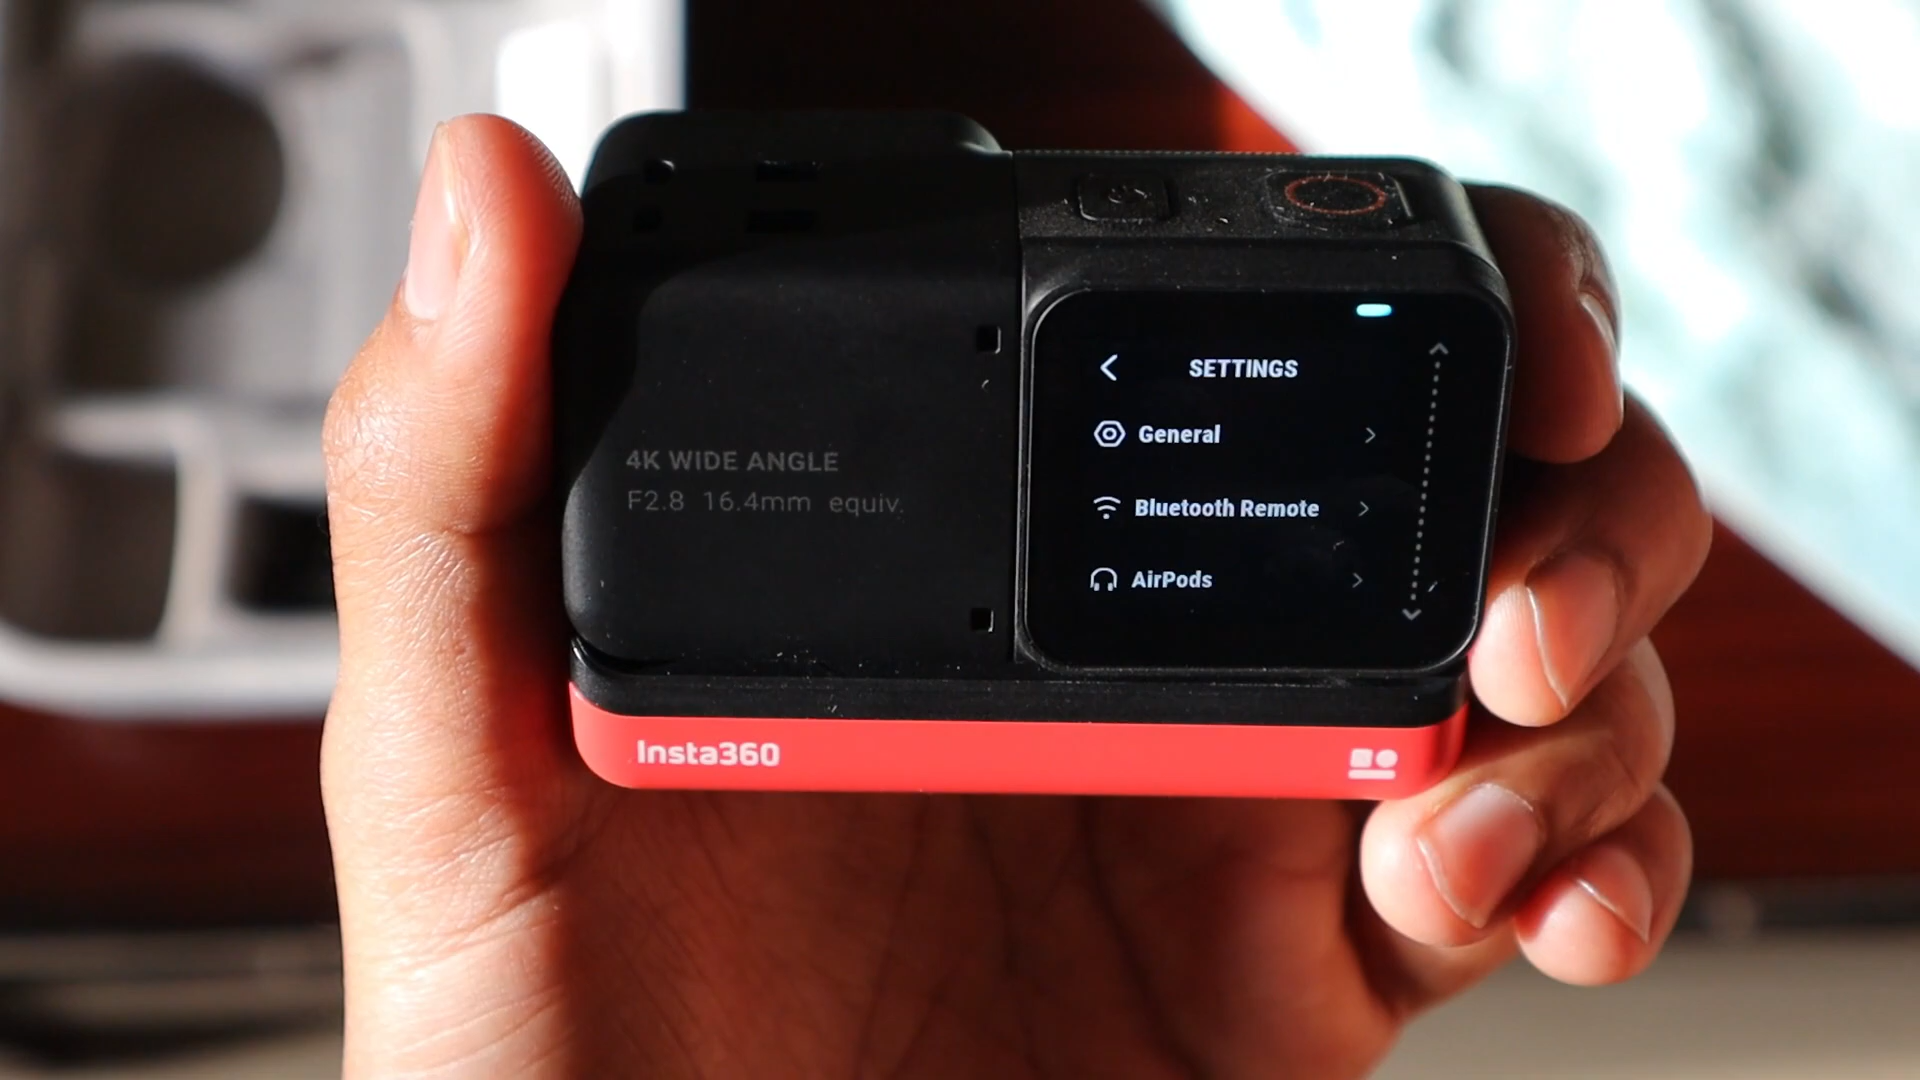 SETTINGS
General
Bluetooth Remote
AirPods
4K WIDE ANGLE
F2.8 16.4mm equiv.
Insta360